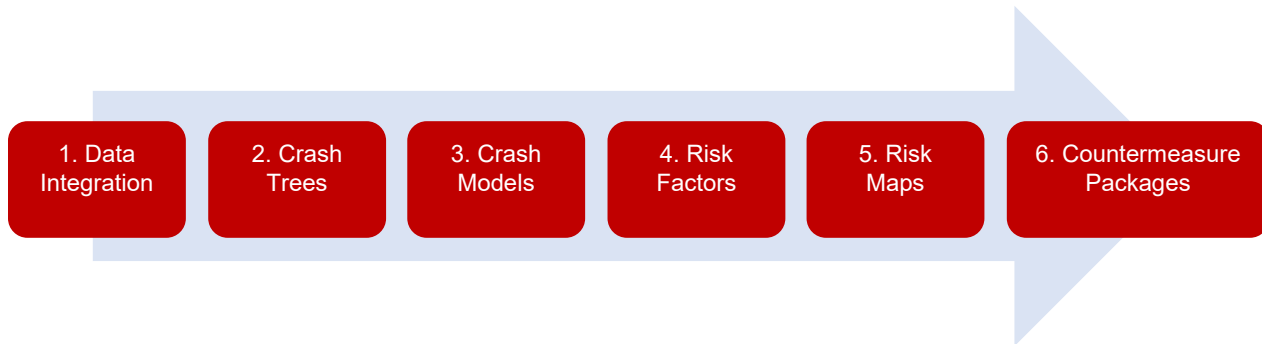 1. Data
Integration
2. Crash
Trees
3. Crash
Models
4. Risk
Factors
5. Risk
Maps
6. Countermeasure
Packages